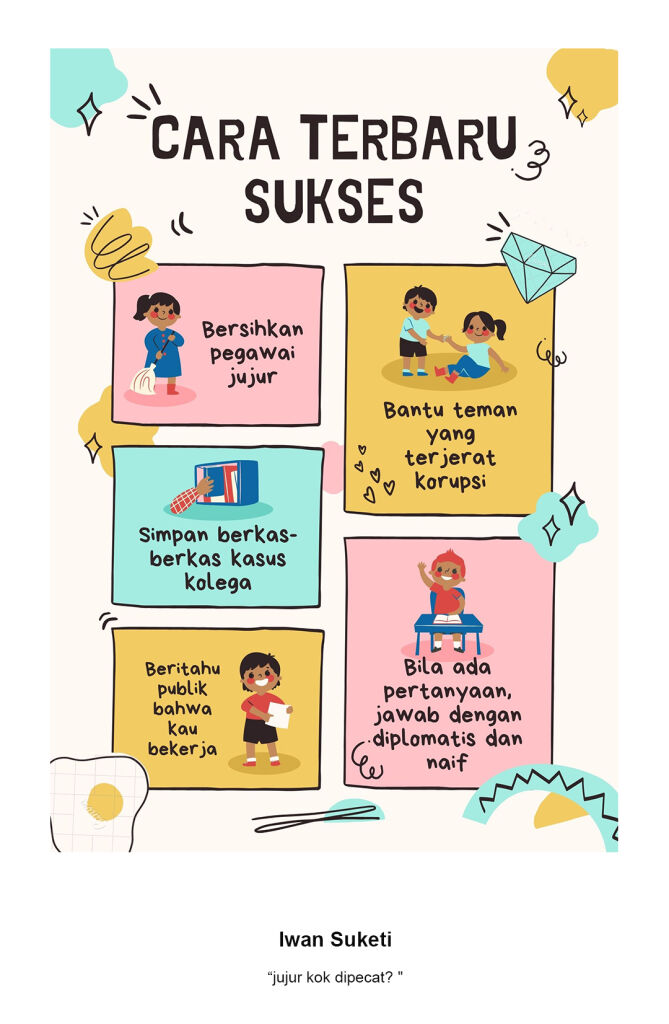 CARA TERBARU
SUKSES
Bersihkan
pegawai
jujur
Bantu teman
yang
terjerat
korupsi
Simpan berkas-
berkas kasus
kolega
Bila ada
pertanyaan,
jawab dengan
diplomatis dan
naif
Beritahu
publik
bahwa
kau
bekerja
Iwan Suketi
“jujur kok dipecat? "